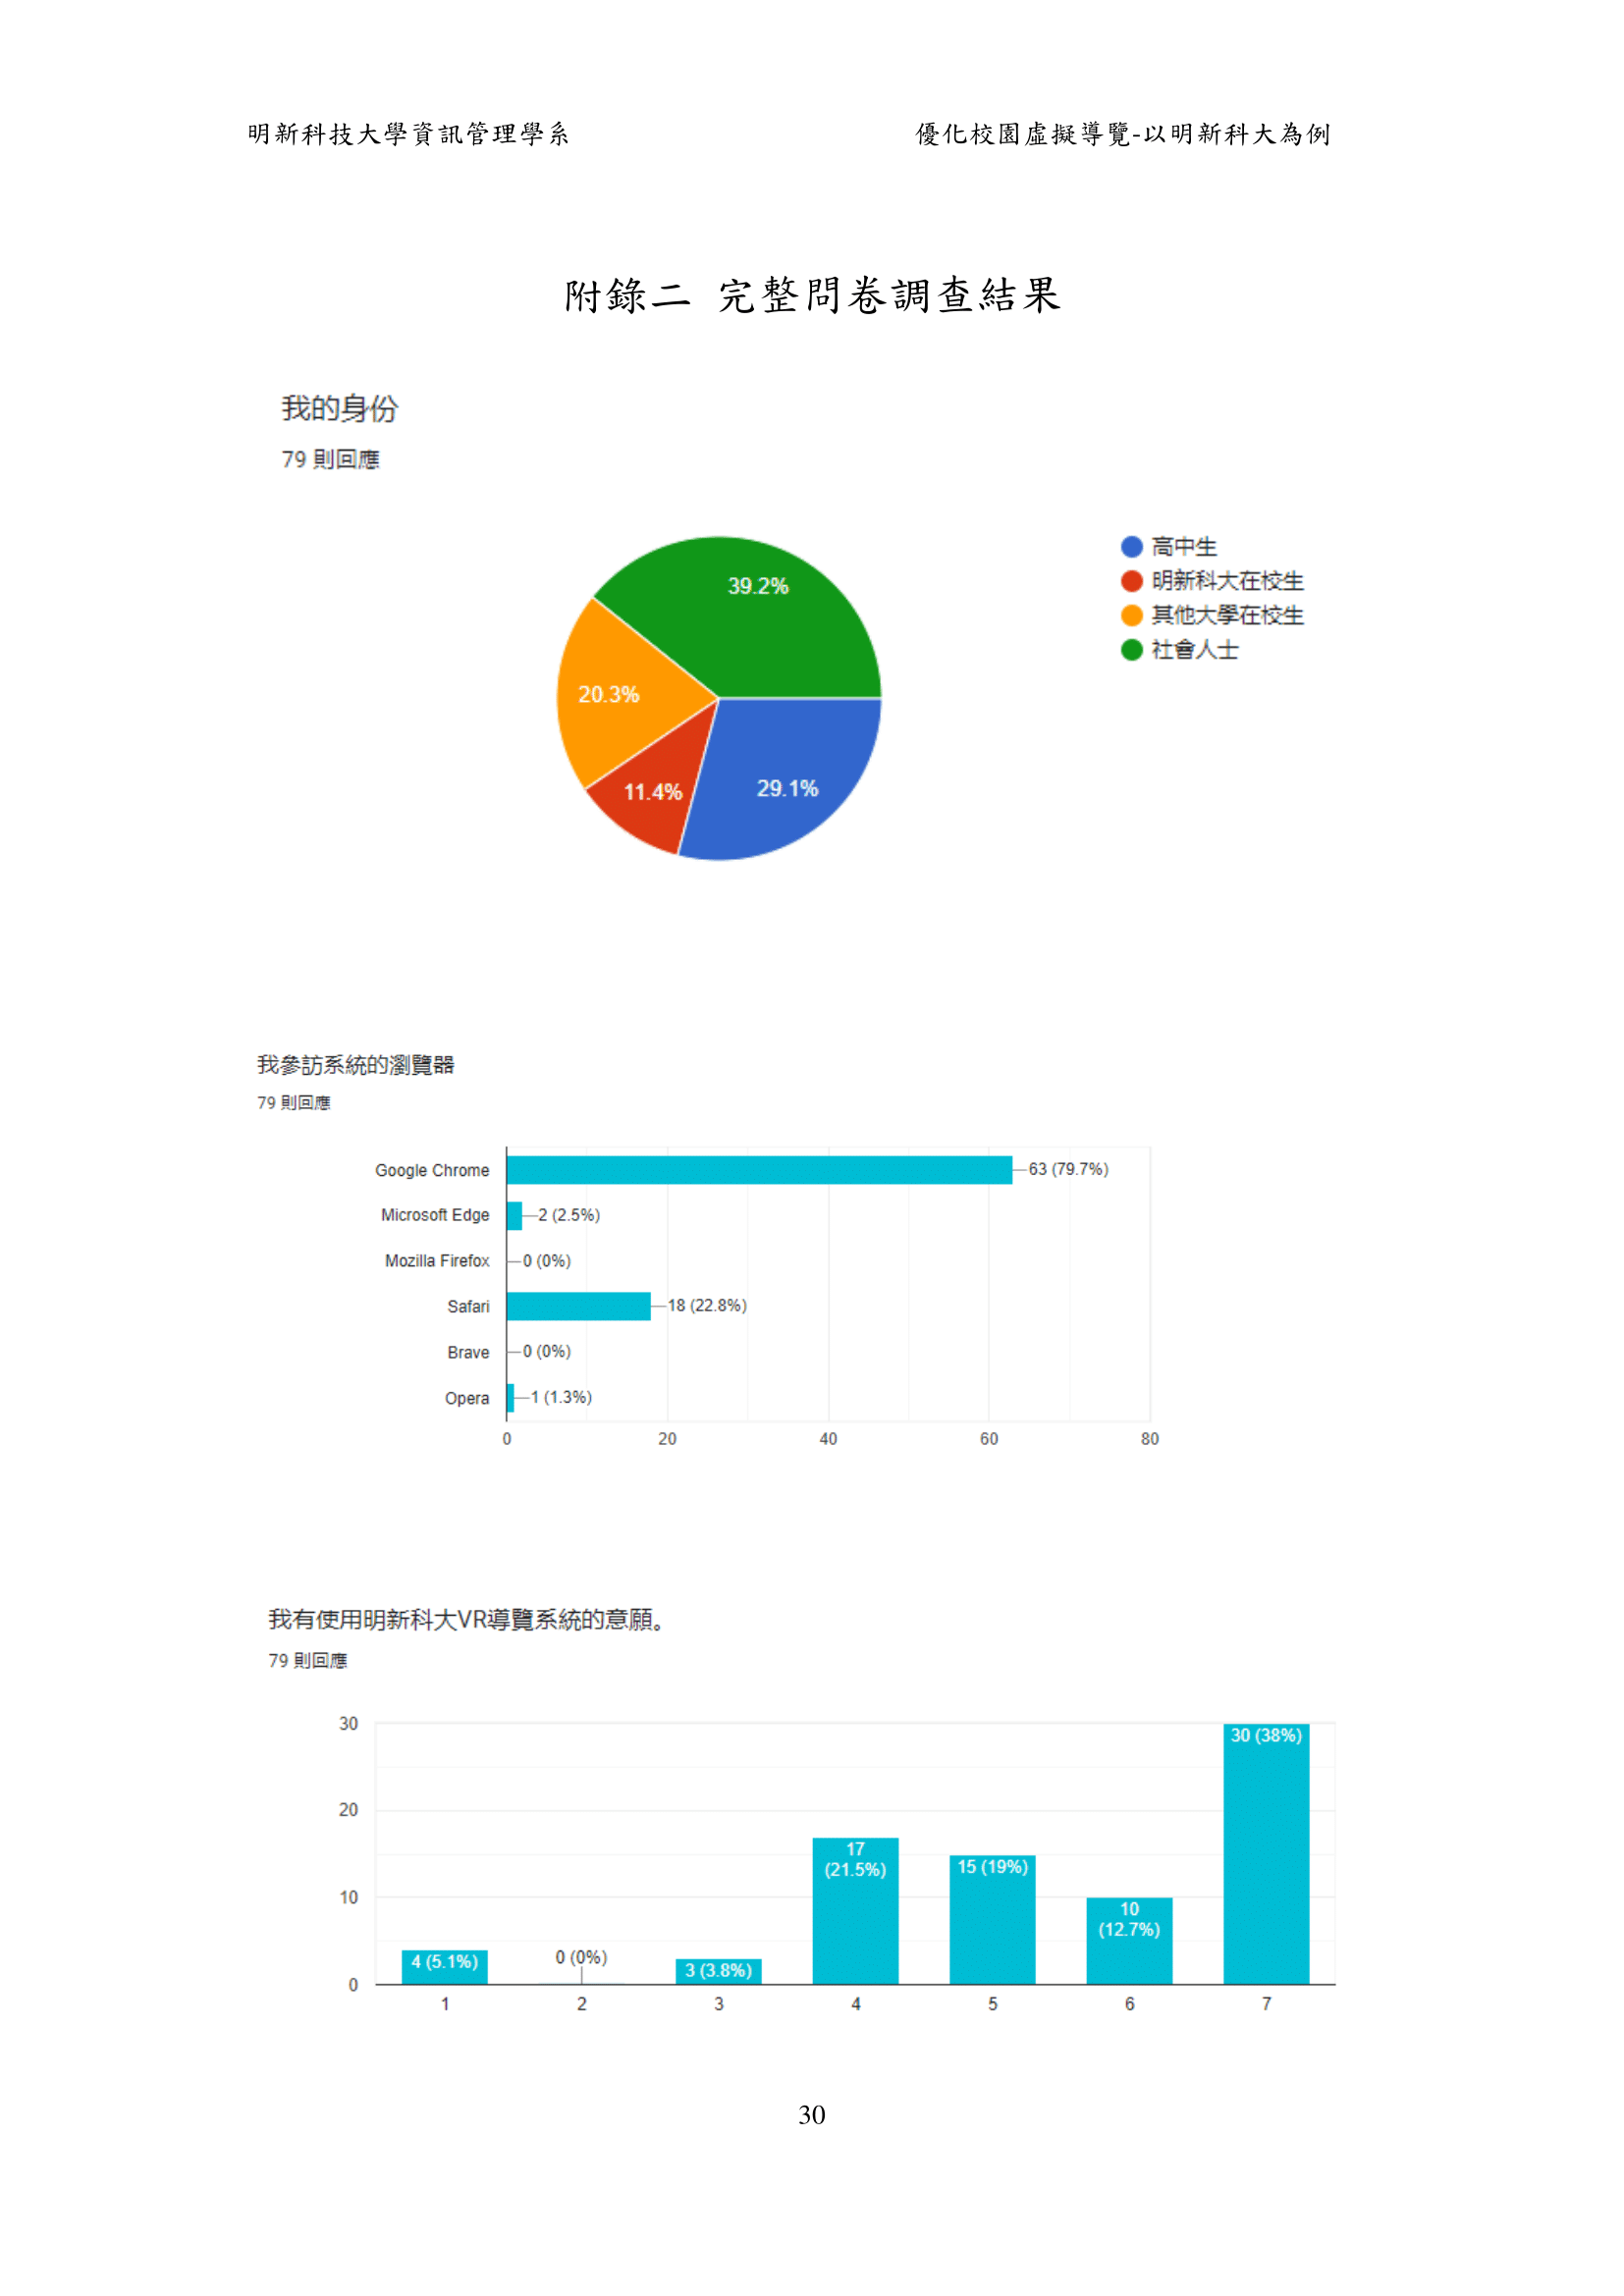 明新科技大學資訊管理學系 優化校園虛擬導覽-以明新科大為例
附錄二 完整問卷調查結果
我的身份
79 則回應
高中生
明新科大在校生
其他大學在校生
社會人士
39.2%
20.3%
11.4%
29.1%
我參訪系統的瀏覽器
79 則回應
Google Chrome 63 (79.7%)
Microsoft Edge 2 (2.5%)
Mozilla Firefox 0 (0%)
Safari 18 (22.8%)
Brave 0 (0%)
Opera 1 (1.3%)
0 20 40 60 80
我有使用明新科大VR導覽系統的意願。
79 則回應
30
20
10
0
4 (5.1%)
0 (0%)
3 (3.8%)
17
(21.5%)
15 (19%)
10
(12.7%)
30 (38%)
1 2 3 4 5 6 7
30